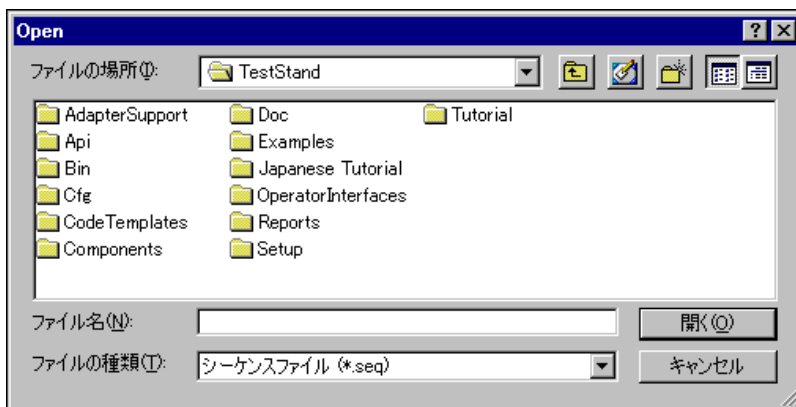 Open
ファイルの場所(I): TestStand
AdapterSupport Doc Tutorial
Api Examples
Bin Japanese Tutorial
Cfg OperatorInterfaces
CodeTemplates Reports
Components Setup
ファイル名(N): 開く(O)
ファイルの種類(T): シーケンスファイル (*.seq) キャンセル